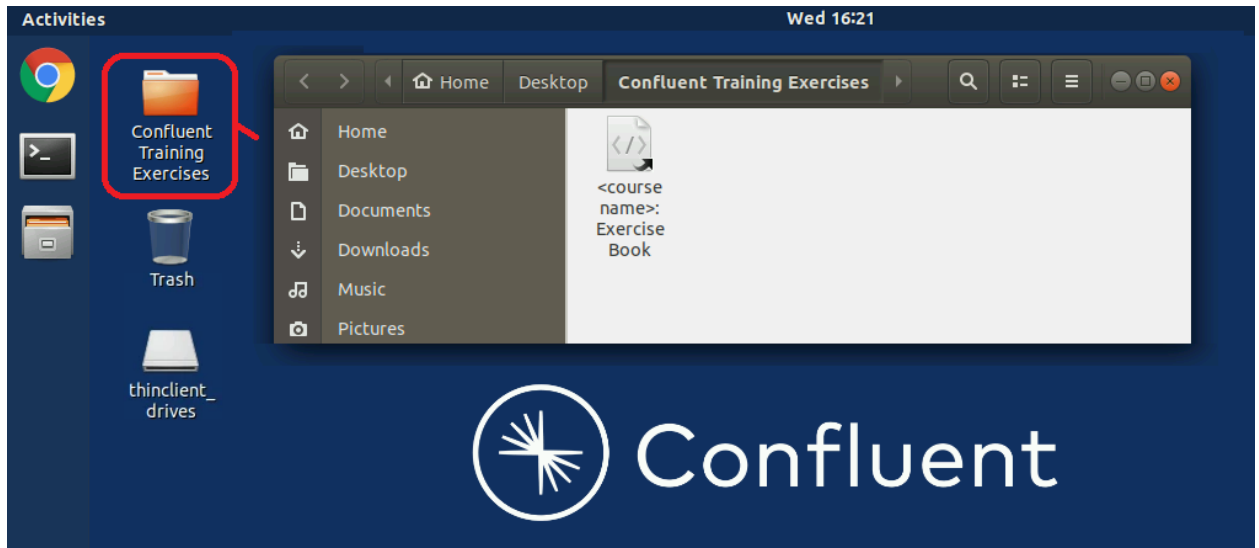 Activities
Wed 16:21
Home
Desktop
Confluent Training Exercises
Confluent
Training
Exercises
Trash
thinclient_
drives
Home
Desktop
Documents
Downloads
Music
Pictures
<course
name>:
Exercise
Book
Confluent